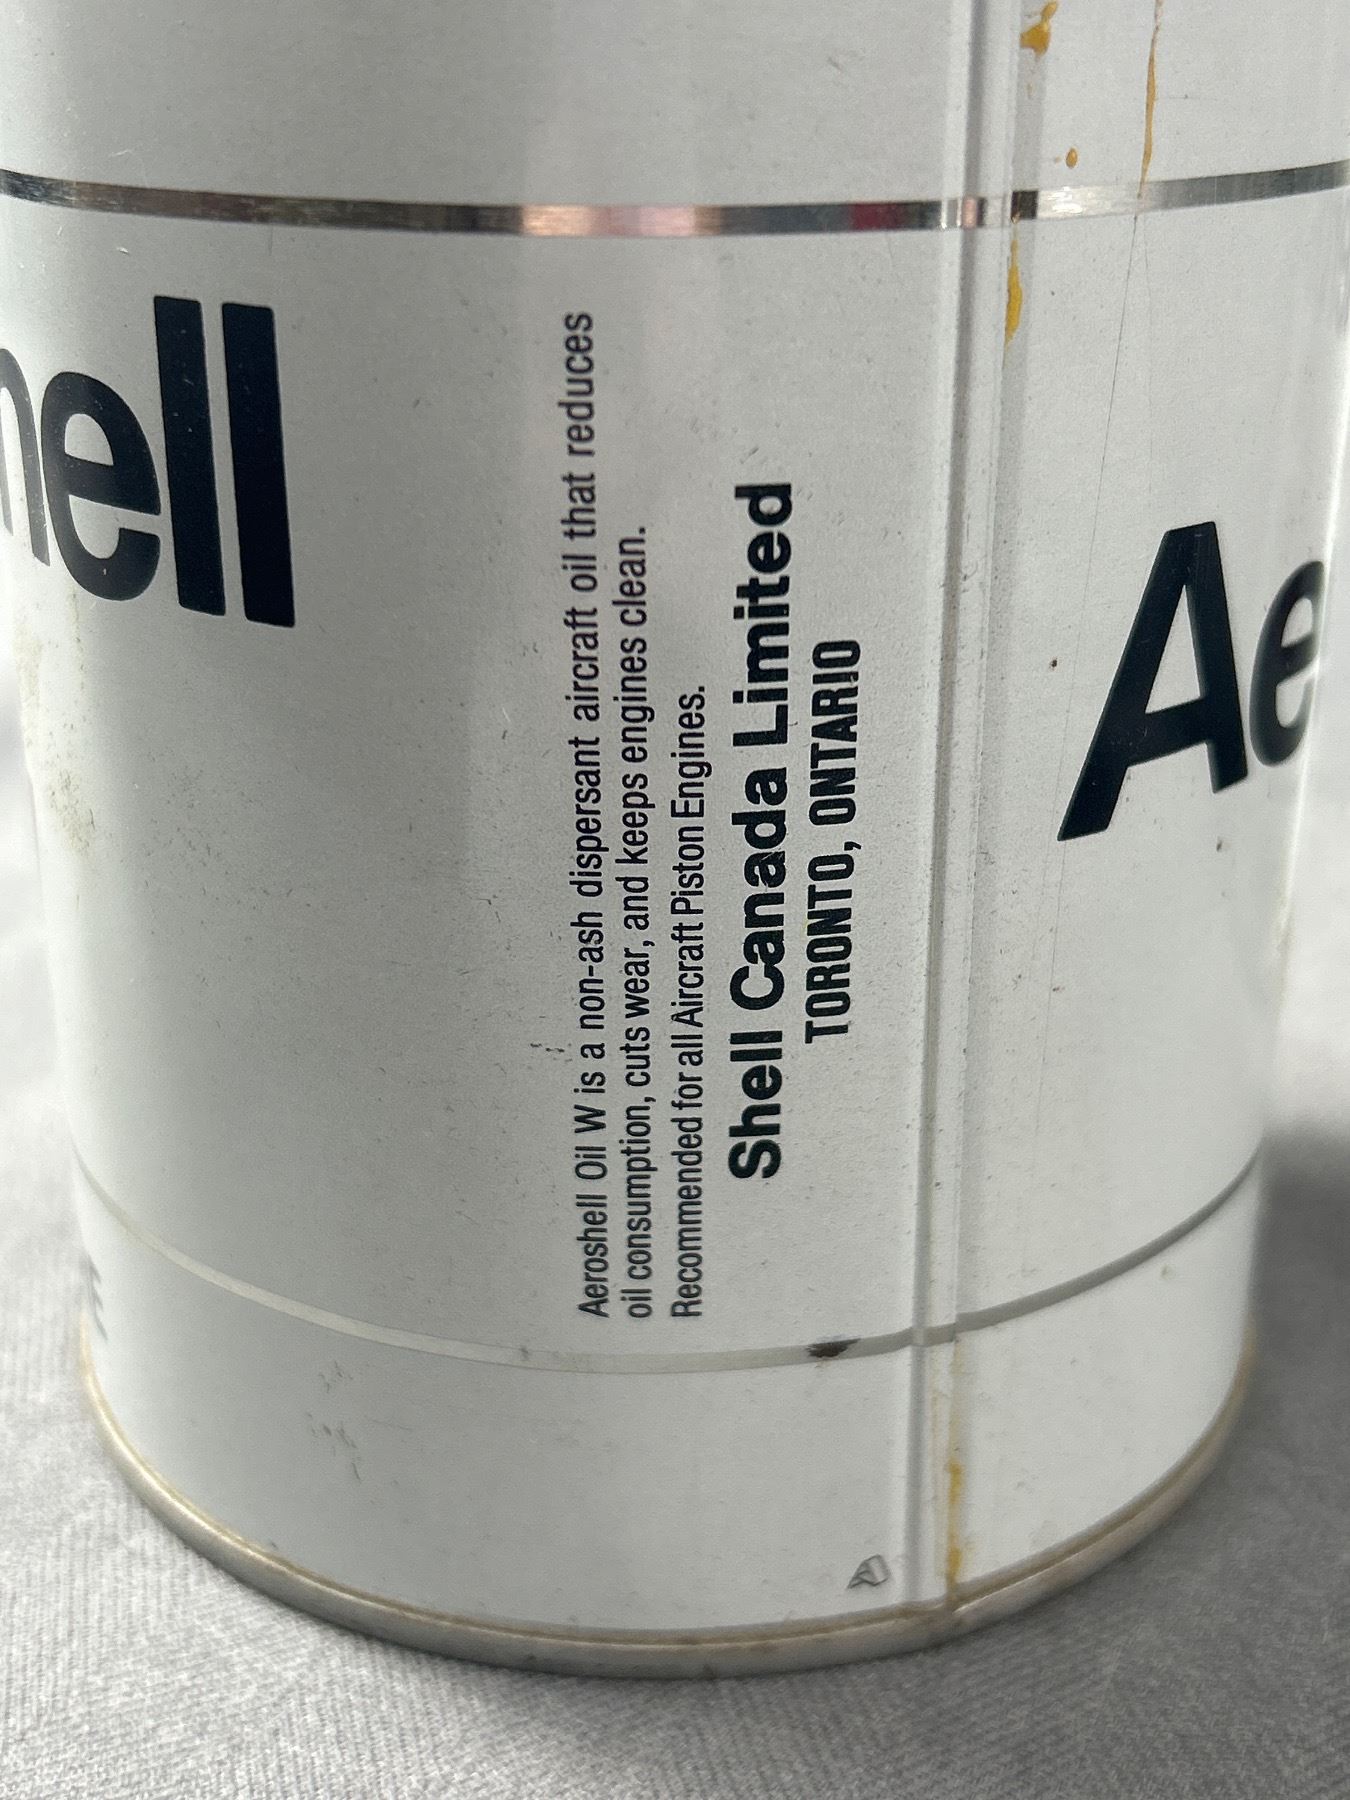 ell
Aeroshell Oil W is a non-ash dispersant aircraft oil that reduces
oil consumption, cuts wear, and keeps engines clean.
Recommended for all Aircraft Piston Engines.
Shell Canada Limited
TORONTO, ONTARIO
Ae